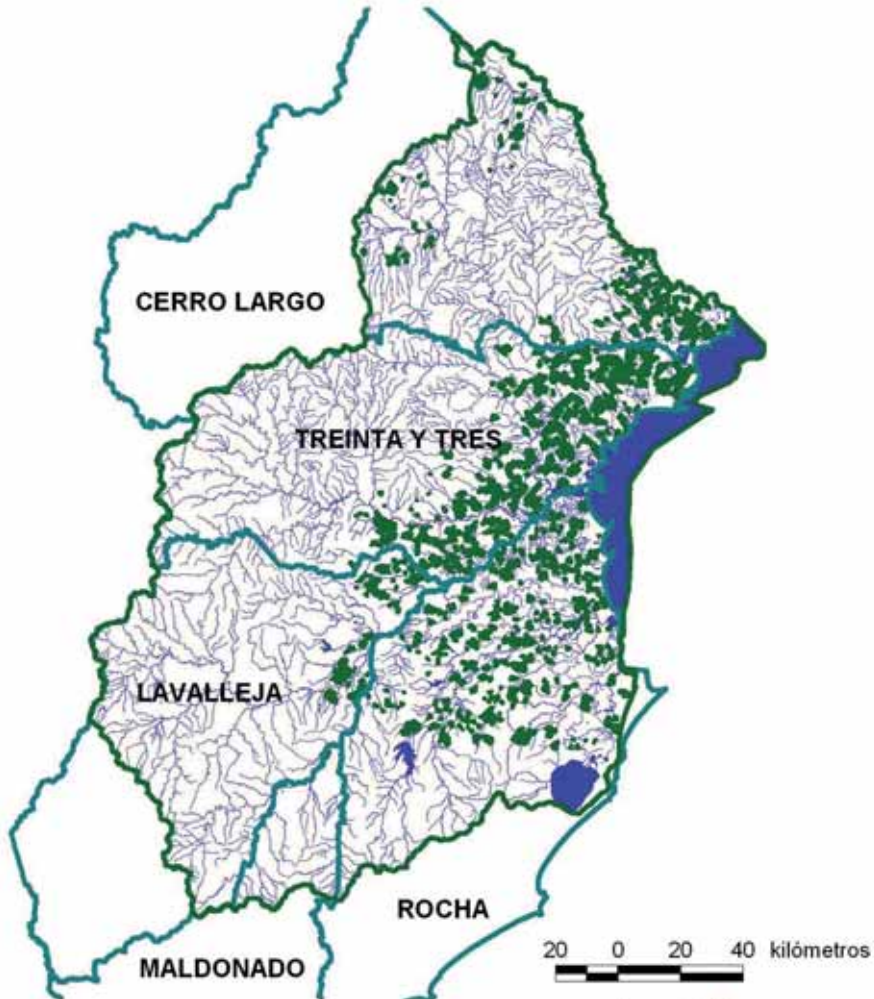 CERRO LARGO
TREINTA Y TRES
LAVALLEJA
ROCHA
MALDONADO
20 0 20 40 kilómetros